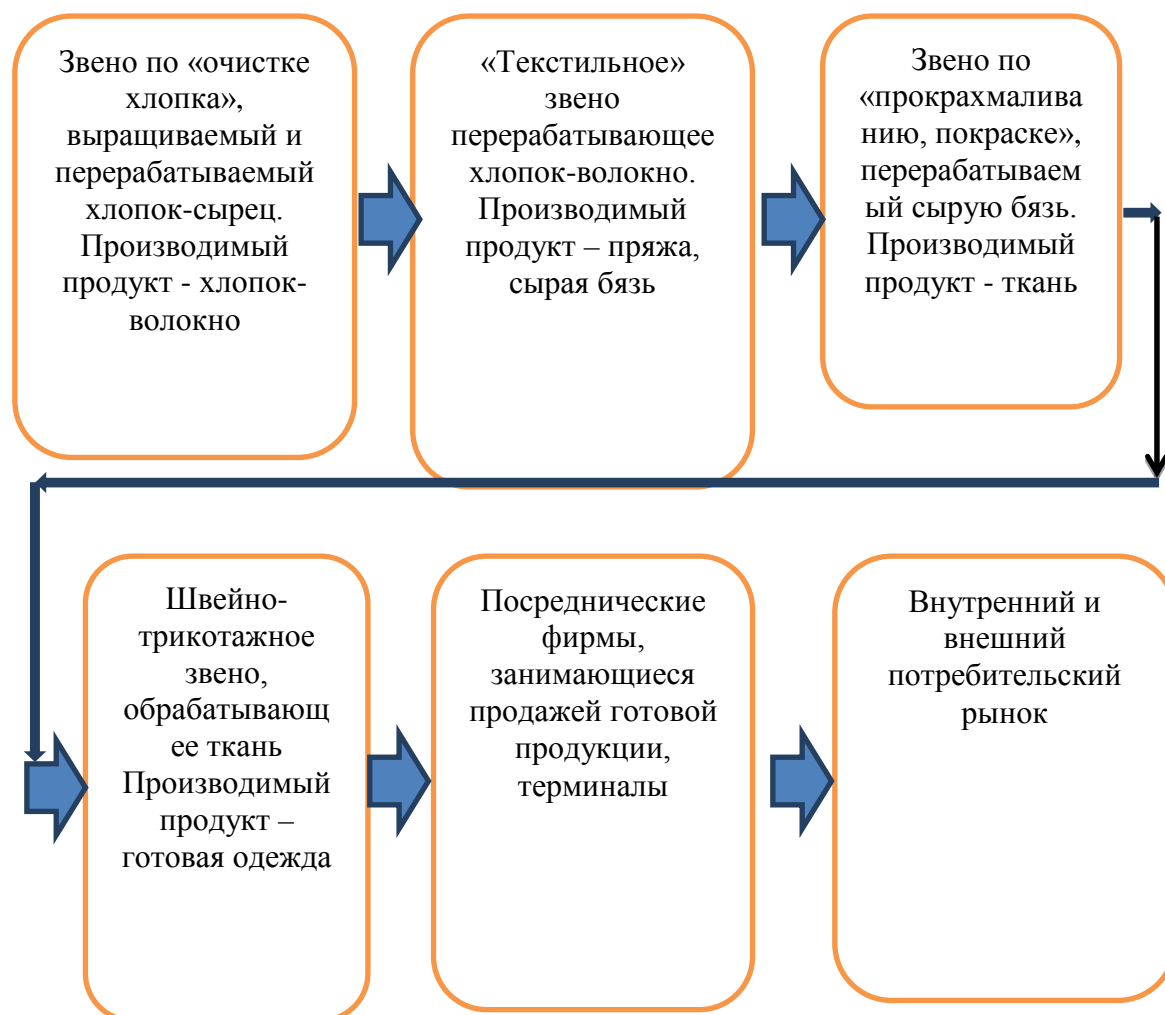 Звено по «очистке
хлопка»,
выращиваемый и
перерабатываемый
хлопок-сырец.
Производимый
продукт - хлопок-
волокно
«Текстильное»
звено
перерабатывающее
хлопок-волокно.
Производимый
продукт – пряжа,
сырая бязь
Звено по
«прокрахмалива
нию, покраске»,
перерабатываем
ый сырую бязь.
Производимый
продукт - ткань
Швейно-
трикотажное
звено,
обрабатывающ
ее ткань
Производимый
продукт –
готовая одежда
Посреднические
фирмы,
занимающиеся
продажей готовой
продукции,
терминалы
Внутренний и
внешний
потребительский
рынок